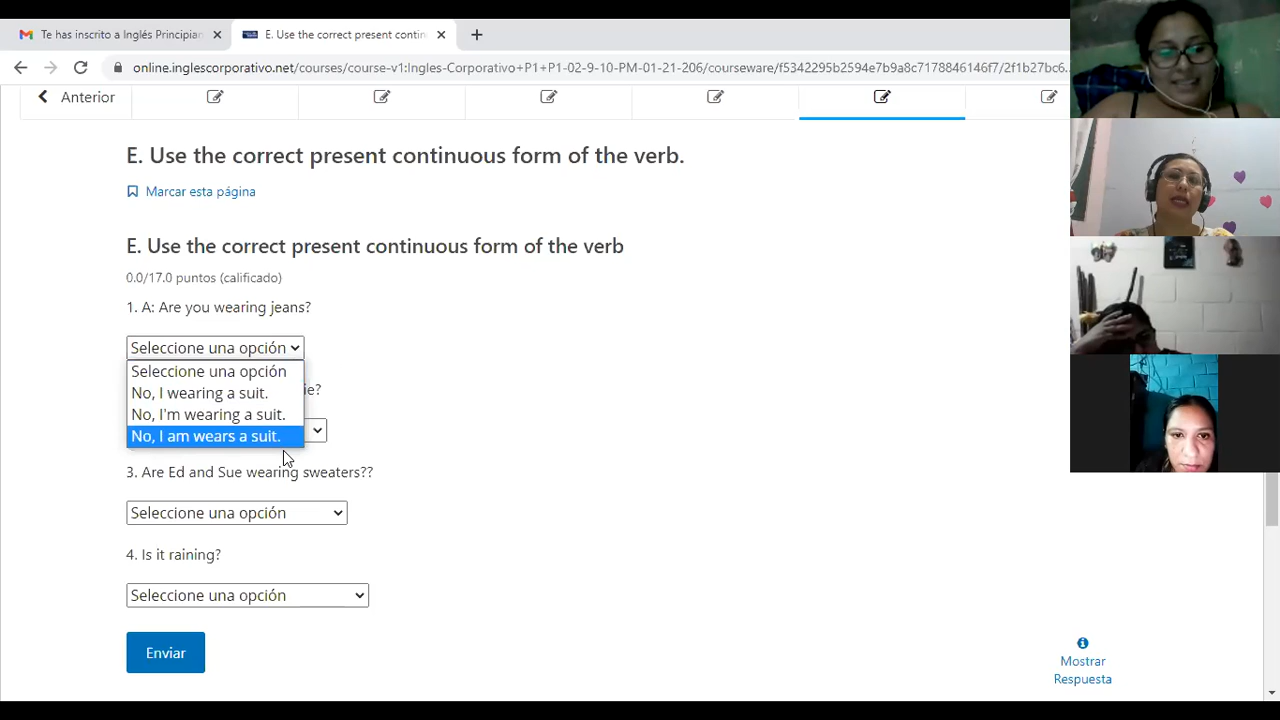 Te has inscrito a Inglés Principian
E. Use the correct present contin
online.inglescorporativo.net/courses/course-v1:Ingles-Corporativo+P1+P1-02-9-10-PM-01-21-206/courseware/f5342295b2594e7b9a8c7178846146f7/2f1b27bc6...
Anterior
E. Use the correct present continuous form of the verb.
Marcar esta página
E. Use the correct present continuous form of the verb
0.0/17.0 puntos (calificado)
1. A: Are you wearing jeans?
Seleccione una opción
Seleccione una opción
No, I wearing a suit.
ie?
No, I'm wearing a suit.
No, I am wears a suit.
3. Are Ed and Sue wearing sweaters??
Seleccione una opción
4. Is it raining?
Seleccione una opción
Enviar
Mostrar
Respuesta